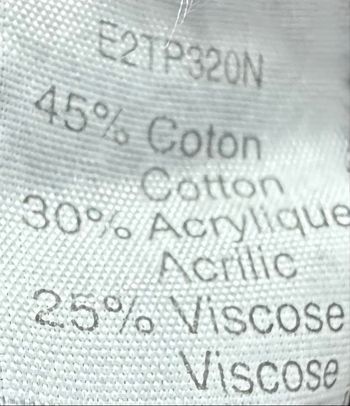 E2TP320N
45% Coton
Cotton
30% Acrylique
Acrilic
25% Viscose
Viscose